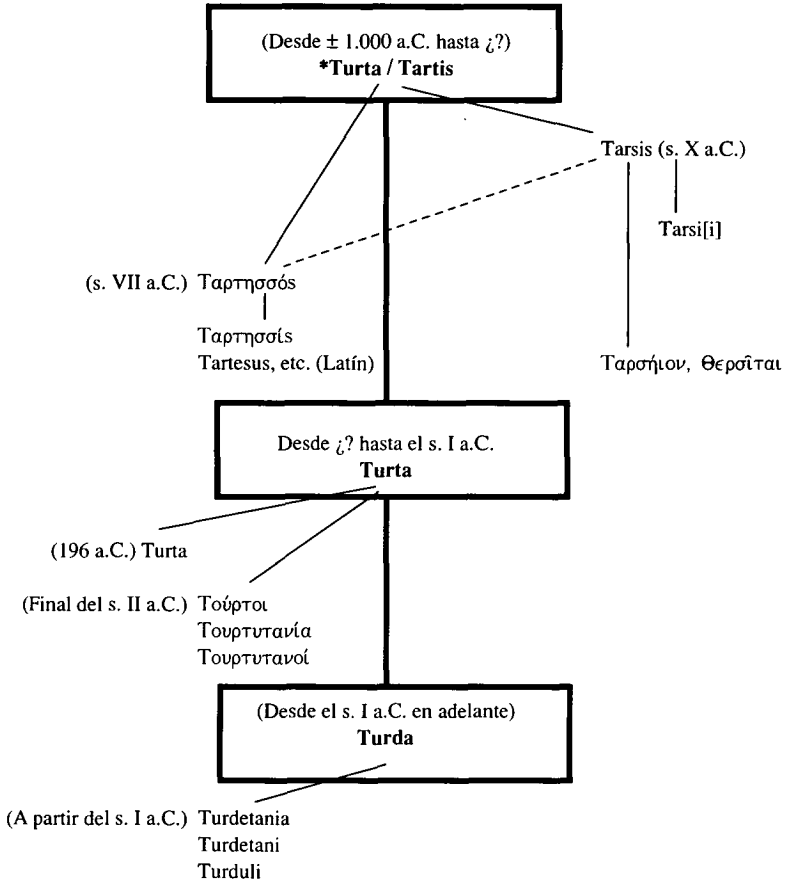 (Desde ± 1.000 a.C. hasta ¿?)
*Turta / Tartis
Tarsis (s. X a.C.)
Tarsi[i]
(s. VII a.C.) Ταρτησσός
Ταρτησσίς
Tartesus, etc. (Latín)
Ταρσήιον, Θερσῖται
Desde ¿? hasta el s. I a.C.
Turta
(196 a.C.) Turta
(Final del s. II a.C.) Τούρτοι
Τουρτυτανία
Τουρτυτανοί
(Desde el s. I a.C. en adelante)
Turda
(A partir del s. I a.C.) Turdetania
Turdetani
Turduli